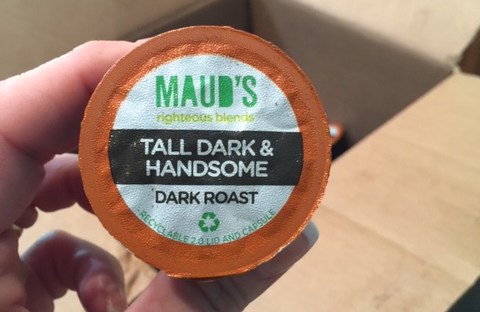 MAUD'S
righteous blends
TALL DARK &
HANDSOME
DARK ROAST
RECYCLABLE 2.0 LID AND CAPSULE